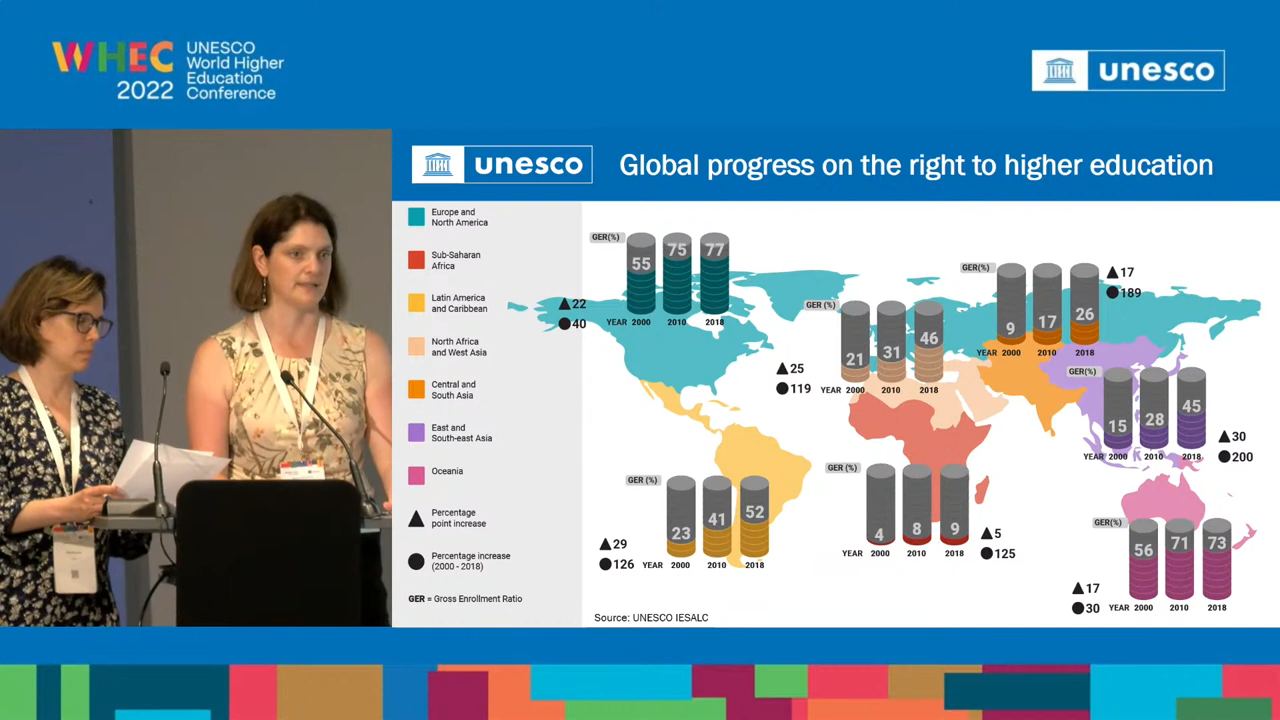 WHEC
2022
UNESCO
World Higher
Education
Conference
unesco
unesco
Global progress on the right to higher education
Europe and
North America
Sub-Saharan
Africa
Latin America
and Caribbean
North Africa
and West Asia
Central and
South Asia
East and
South-east Asia
Oceania
Percentage
point increase
Percentage increase
(2000 - 2018)
GER = Gross Enrollment Ratio
GER(%)
55 75 77
22
40
YEAR 2000 2010 2018
GER (%)
21 31 46
25
119
YEAR 2000 2010 2018
GER(%)
9 17 26
17
189
YEAR 2000 2010 2018
GER(%)
15 28 45
30
200
YEAR 2000 2010 2018
GER (%)
23 41 52
29
126
YEAR 2000 2010 2018
GER (%)
4 8 9
5
125
YEAR 2000 2010 2018
GER(%)
56 71 73
17
30
YEAR 2000 2010 2018
Source: UNESCO IESALC